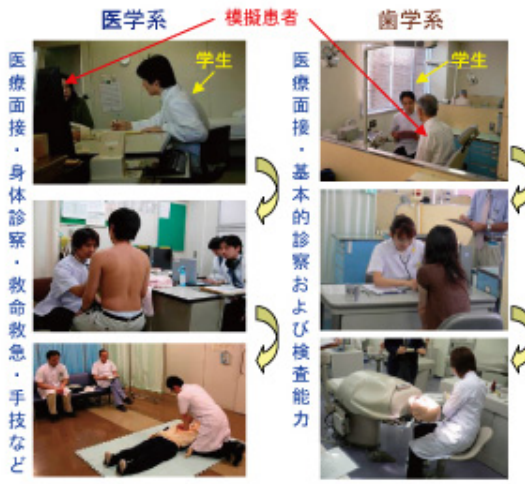 医学系
模擬患者
歯学系
学生
学生
医療面接・身体診察・救命救急・手技など
医療面接・基本的診察および検査能力